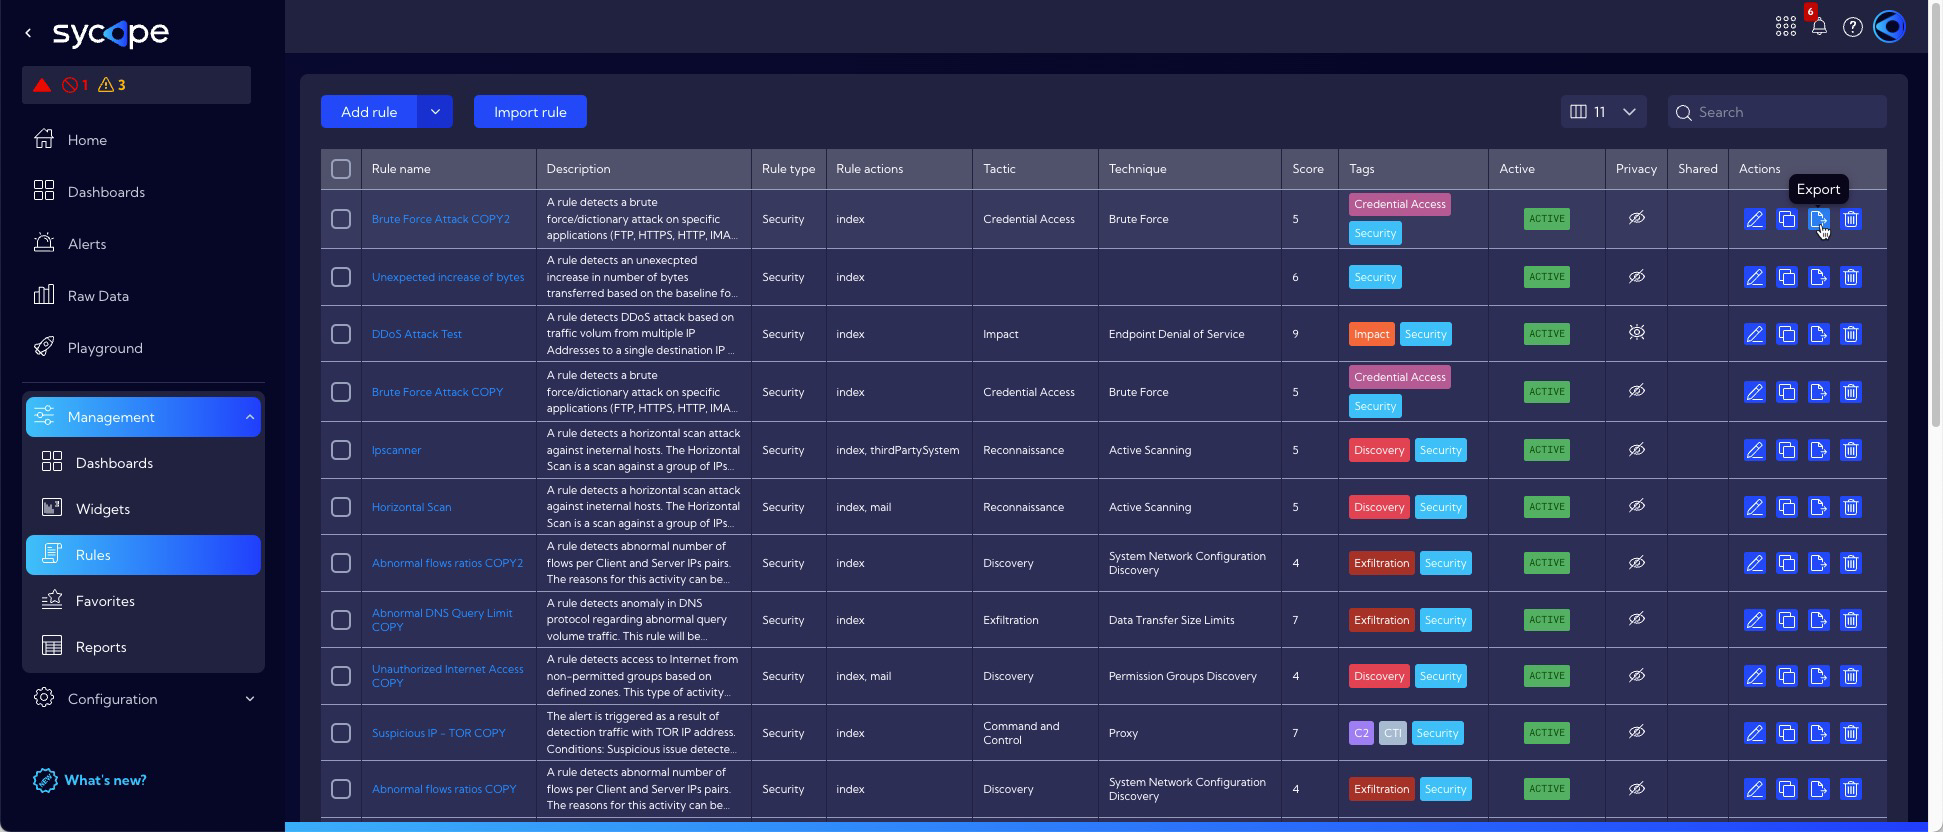 sycope
6
1 3
Home
Dashboards
Alerts
Raw Data
Playground
Management
Dashboards
Widgets
Rules
Favorites
Reports
Configuration
What's new?
Add rule
Import rule
11
Search
Rule name Description Rule type Rule actions Tactic Technique Score Tags Active Privacy Shared Actions
Export
Brute Force Attack COPY2
A rule detects a brute
force/dictionary attack on specific
applications (FTP, HTTPS, HTTP, IMA...
Security index Credential Access Brute Force 5
Credential Access
Security
ACTIVE
Unexpected increase of bytes
A rule detects an unexecpted
increase in number of bytes
transferred based on the baseline fo...
Security index 6 Security ACTIVE
DDoS Attack Test
A rule detects DDoS attack based on
traffic volum from multiple IP
Addresses to a single destination IP ...
Security index Impact Endpoint Denial of Service 9 Impact Security ACTIVE
Brute Force Attack COPY
A rule detects a brute
force/dictionary attack on specific
applications (FTP, HTTPS, HTTP, IMA...
Security index Credential Access Brute Force 5
Credential Access
Security
ACTIVE
Ipscanner
A rule detects a horizontal scan attack
against ineternal hosts. The Horizontal
Scan is a scan against a group of IPs...
Security index, thirdPartySystem Reconnaissance Active Scanning 5 Discovery Security ACTIVE
Horizontal Scan
A rule detects a horizontal scan attack
against ineternal hosts. The Horizontal
Scan is a scan against a group of IPs...
Security index, mail Reconnaissance Active Scanning 5 Discovery Security ACTIVE
Abnormal flows ratios COPY2
A rule detects abnormal number of
flows per Client and Server IPs pairs.
The reasons for this activity can be...
Security index Discovery
System Network Configuration
Discovery
4 Exfiltration Security ACTIVE
Abnormal DNS Query Limit
COPY
A rule detects anomaly in DNS
protocol regarding abnormal query
volume traffic. This rule will be...
Security index Exfiltration Data Transfer Size Limits 7 Exfiltration Security ACTIVE
Unauthorized Internet Access
COPY
A rule detects access to Internet from
non-permitted groups based on
defined zones. This type of activity...
Security index, mail Discovery Permission Groups Discovery 4 Discovery Security ACTIVE
Suspicious IP - TOR COPY
The alert is triggered as a result of
detection traffic with TOR IP address.
Conditions: Suspicious issue detecte...
Security index
Command and
Control
Proxy 7 C2 CTI Security ACTIVE
Abnormal flows ratios COPY
A rule detects abnormal number of
flows per Client and Server IPs pairs.
The reasons for this activity can be...
Security index Discovery
System Network Configuration
Discovery
4 Exfiltration Security ACTIVE